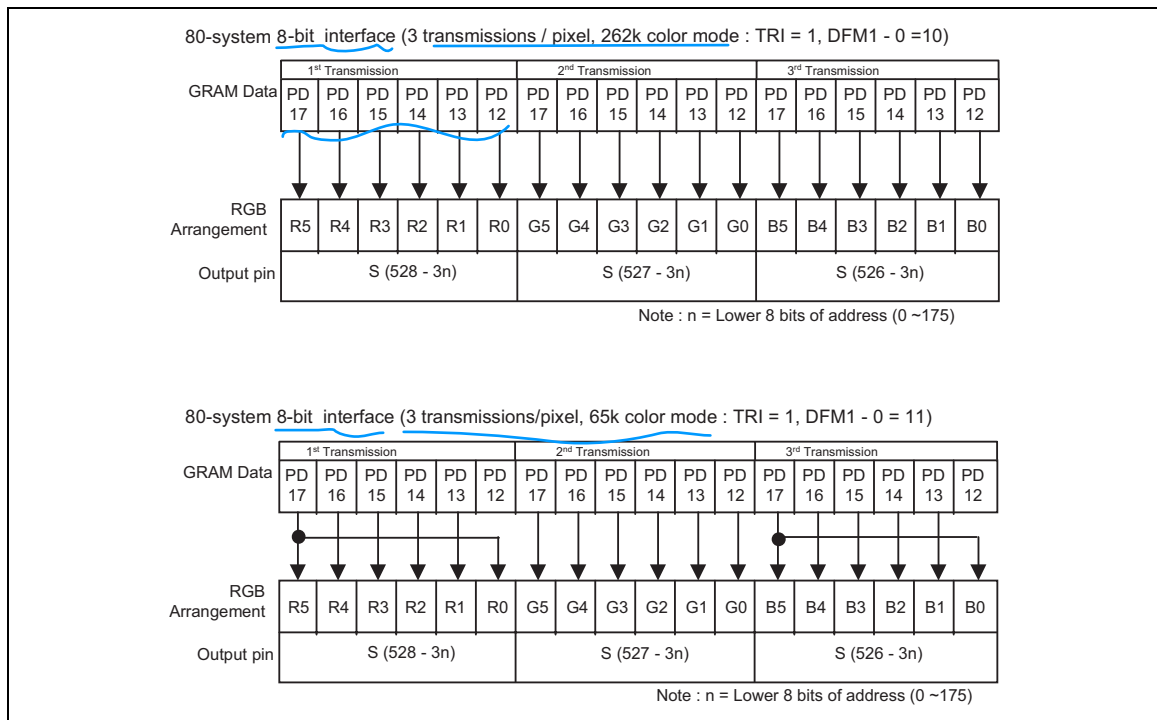 80-system 8-bit interface (3 transmissions / pixel, 262k color mode : TRI = 1, DFM1 - 0 =10)
1st Transmission 2nd Transmission 3rd Transmission
GRAM Data PD PD PD PD PD PD PD PD PD PD PD PD PD PD PD PD PD PD
17 16 15 14 13 12 17 16 15 14 13 12 17 16 15 14 13 12
RGB
Arrangement R5 R4 R3 R2 R1 R0 G5 G4 G3 G2 G1 G0 B5 B4 B3 B2 B1 B0
Output pin S (528 - 3n) S (527 - 3n) S (526 - 3n)
Note : n = Lower 8 bits of address (0 ~175)
80-system 8-bit interface (3 transmissions/pixel, 65k color mode : TRI = 1, DFM1 - 0 = 11)
1st Transmission 2nd Transmission 3rd Transmission
GRAM Data PD PD PD PD PD PD PD PD PD PD PD PD PD PD PD PD PD PD
17 16 15 14 13 12 17 16 15 14 13 12 17 16 15 14 13 12
RGB
Arrangement R5 R4 R3 R2 R1 R0 G5 G4 G3 G2 G1 G0 B5 B4 B3 B2 B1 B0
Output pin S (528 - 3n) S (527 - 3n) S (526 - 3n)
Note : n = Lower 8 bits of address (0 ~175)